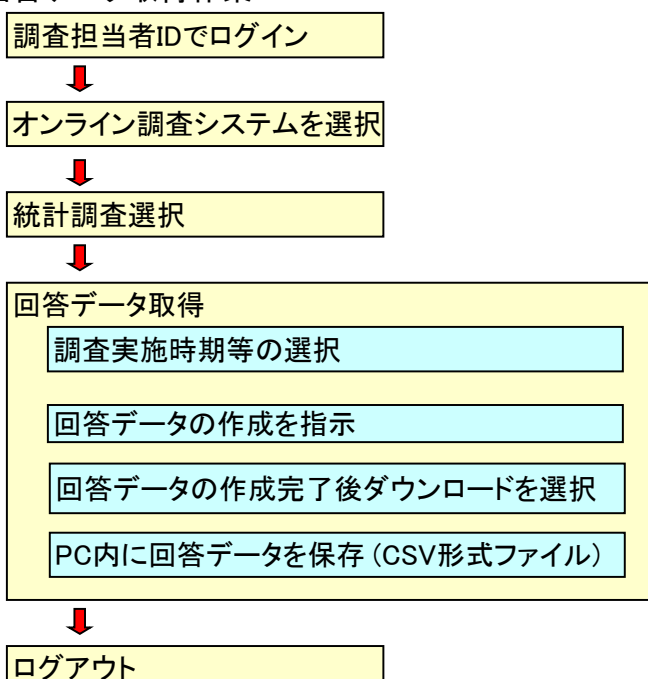 調査担当者IDでログイン
オンライン調査システムを選択
統計調査選択
回答データ取得
調査実施時期等の選択
回答データの作成を指示
回答データの作成完了後ダウンロードを選択
PC内に回答データを保存(CSV形式ファイル)
ログアウト